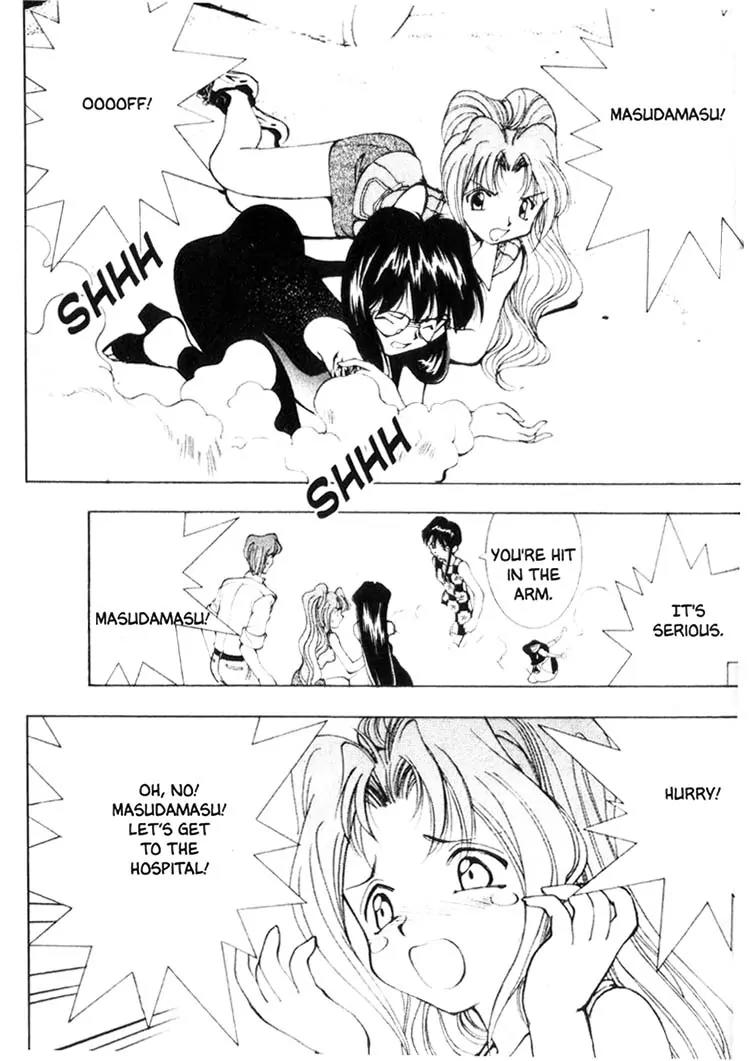 MASUDAMASU!
OOOOFF!
SHHH
SHHH
IT'S
SERIOUS.
YOU'RE HIT
IN THE
ARM.
MASUDAMASU!
HURRY!
OH, NO!
MASUDAMASU!
LET'S GET
TO THE
HOSPITAL!